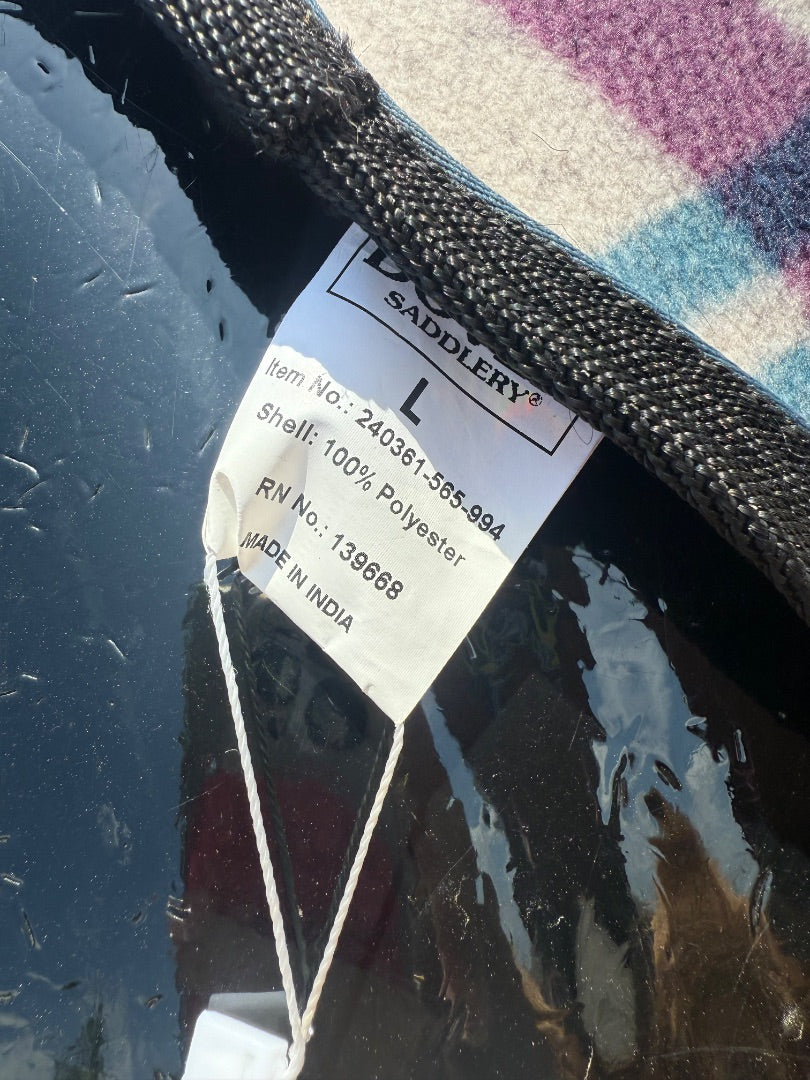 SADDLERY®
L
Item No.: 240361-565-994
Shell: 100% Polyester
RN No.: 139668
MADE IN INDIA